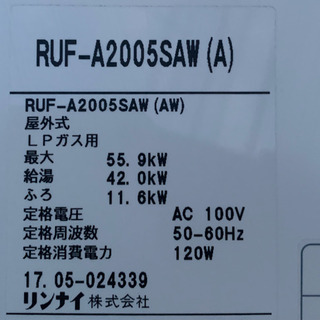 RUF-A2005SAW(A)
RUF-A2005SAW(AW)
屋外式
LPガス用
最大 55.9kW
給湯 42.0kW
ふろ 11.6kW
定格電圧 AC 100V
定格周波数 50-60Hz
定格消費電力 120W
17.05-024339
リンナイ株式会社